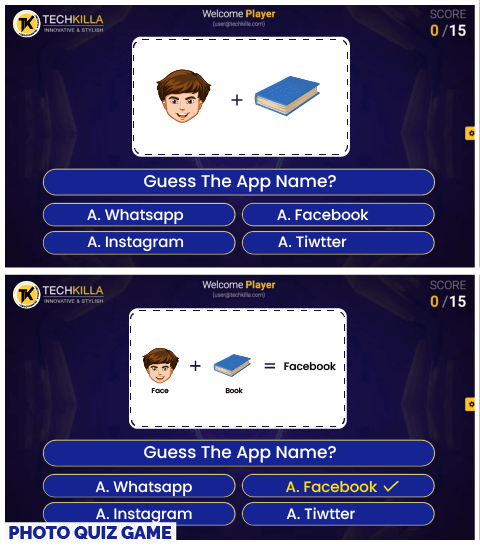 TECHKILLA
INNOVATIVE & STYLISH
Welcome Player
(user@techkilla.com)
SCORE
0 /15
+
Guess The App Name?
A. Whatsapp
A. Facebook
A. Instagram
A. Tiwtter
TECHKILLA
INNOVATIVE & STYLISH
Welcome Player
(user@techkilla.com)
SCORE
0 /15
+ = Facebook
Face Book
Guess The App Name?
A. Whatsapp
A. Facebook ✓
A. Instagram
A. Tiwtter
PHOTO QUIZ GAME